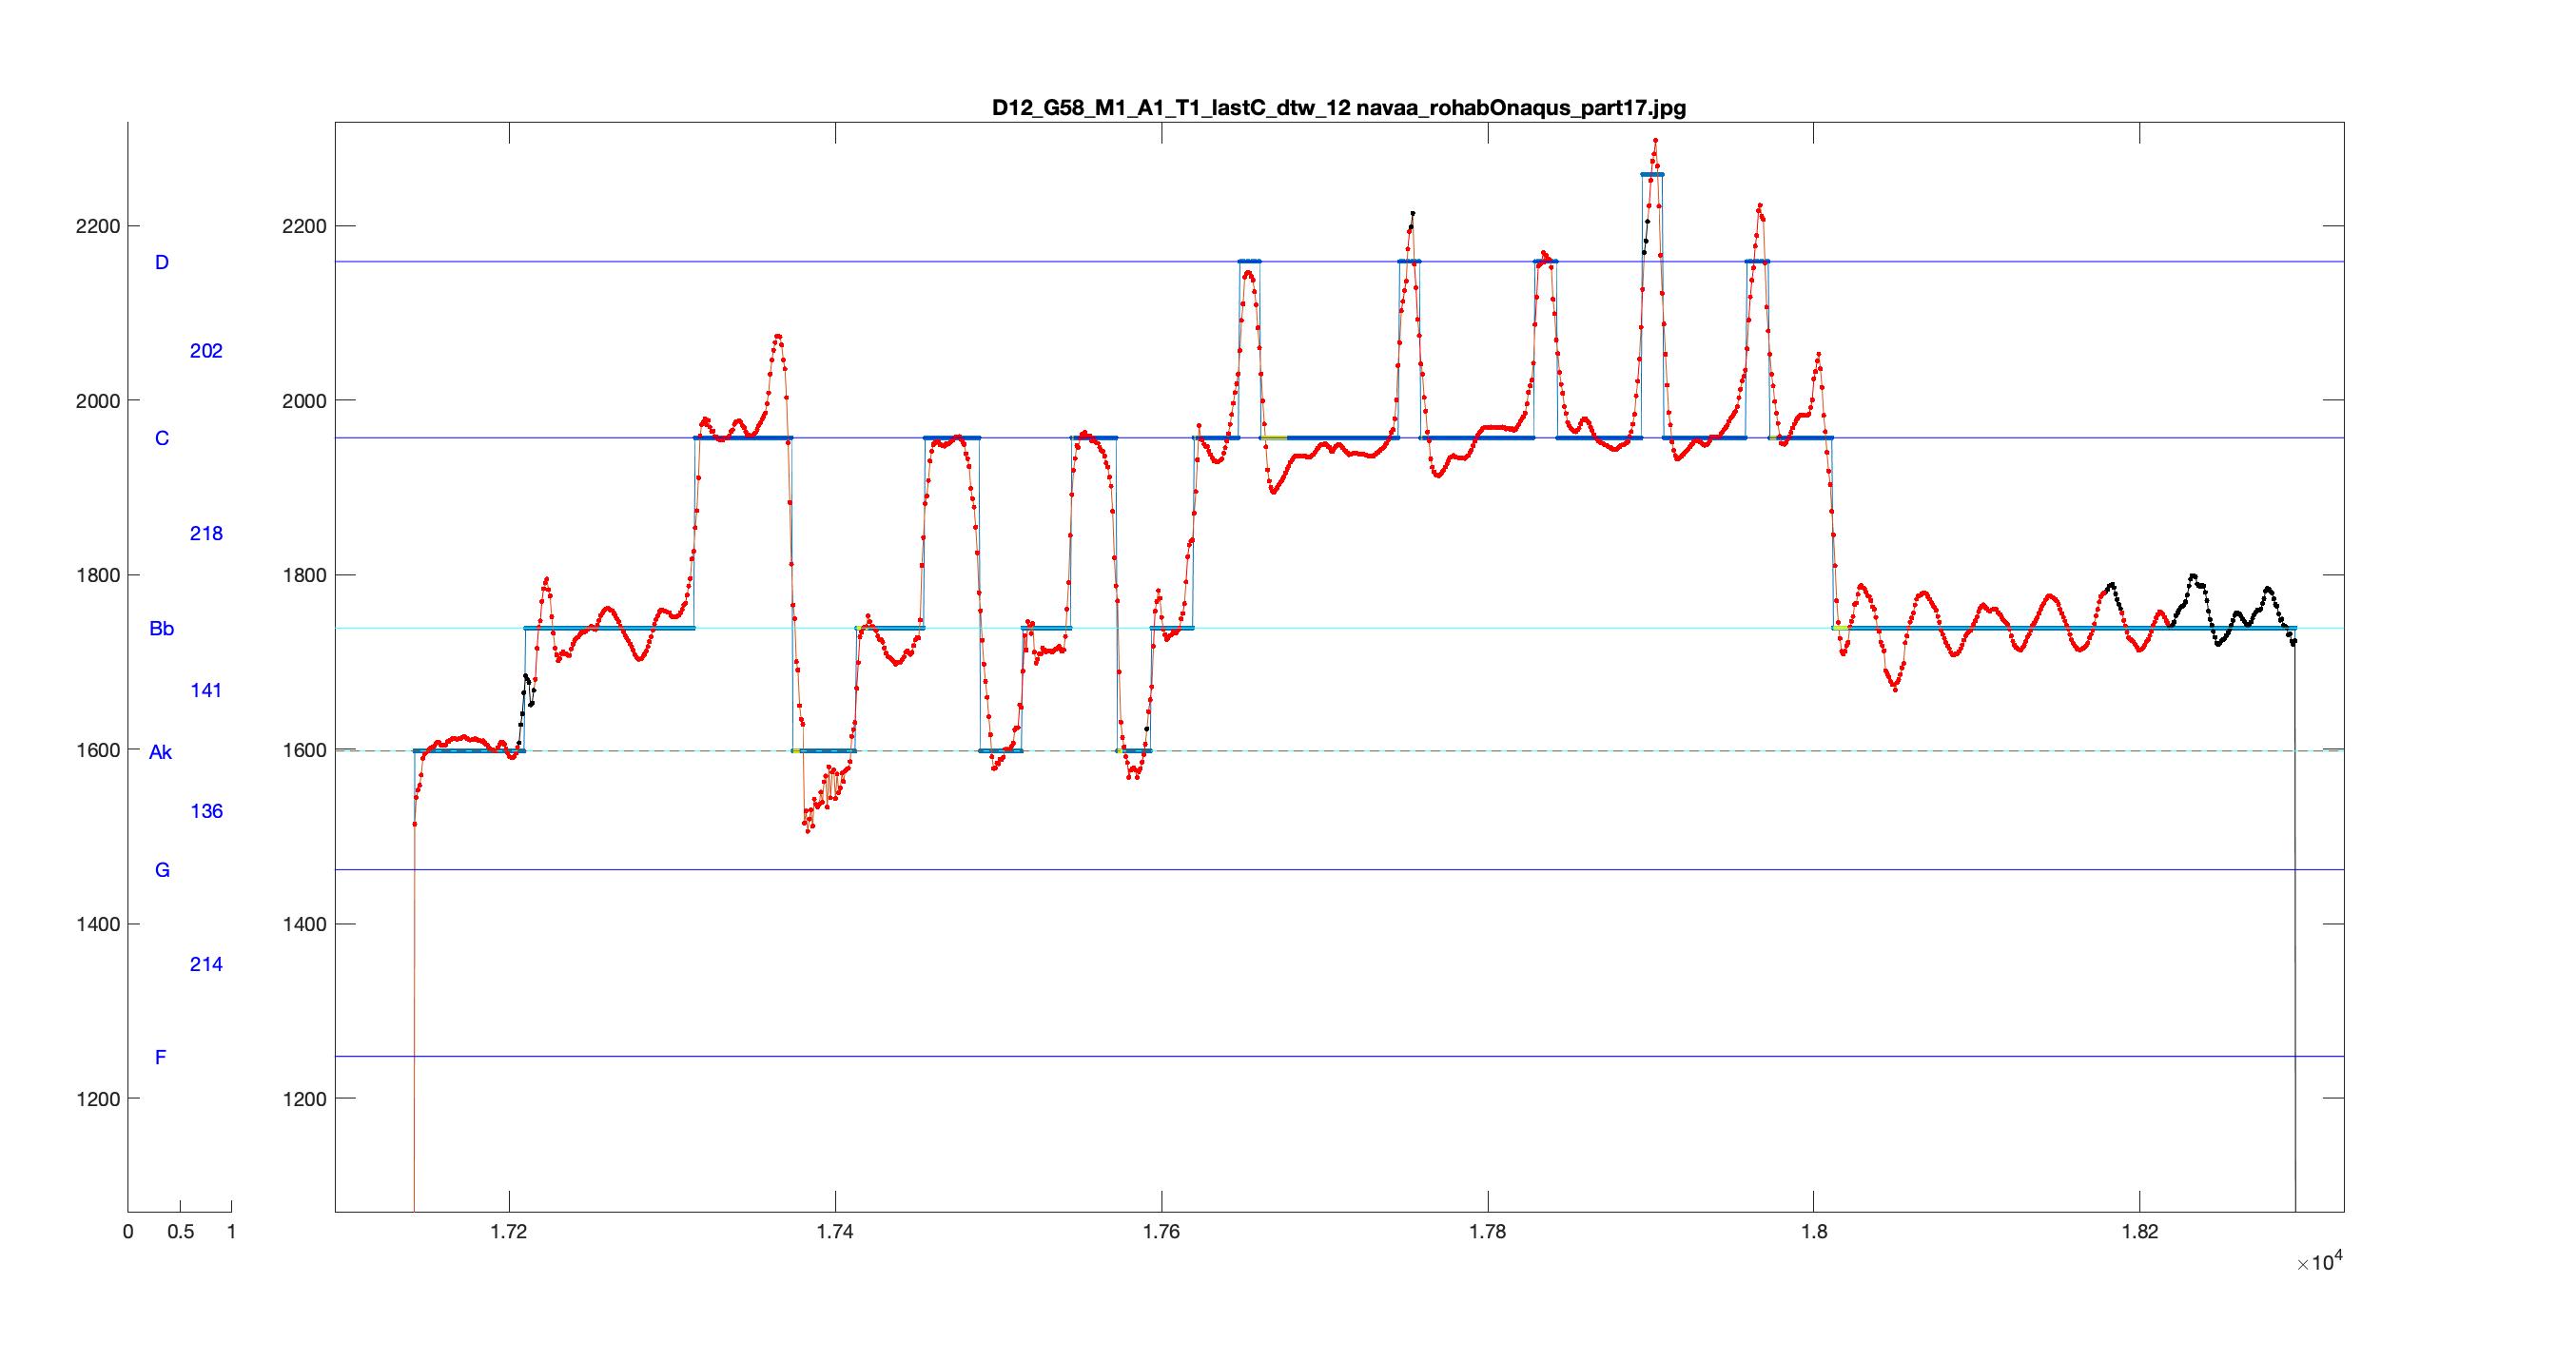 D12_G58_M1_A1_T1_lastC_dtw_12 navaa_rohabOnaqus_part17.jpg
2200 2200
D
202
2000 2000
C
218
1800 1800
Bb
141
1600 1600
Ak
136
G
1400 1400
214
F
1200 1200
0 0.5 1 1.72 1.74 1.76 1.78 1.8 1.82
×10⁴